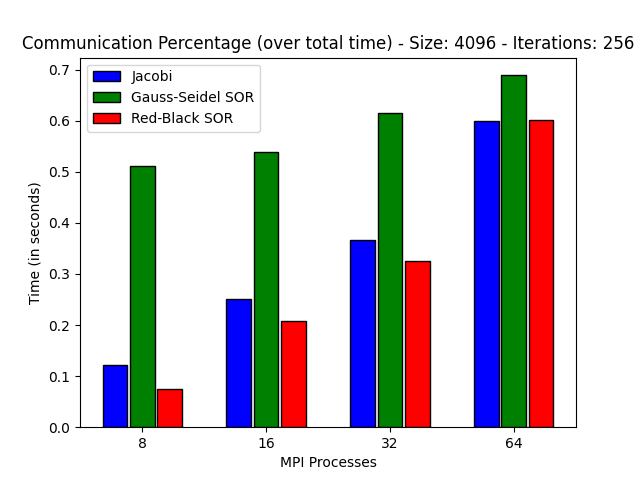 Communication Percentage (over total time) - Size: 4096 - Iterations: 256
Jacobi
Gauss-Seidel SOR
Red-Black SOR
Time (in seconds)
0.7
0.6
0.5
0.4
0.3
0.2
0.1
0.0
8 16 32 64
MPI Processes